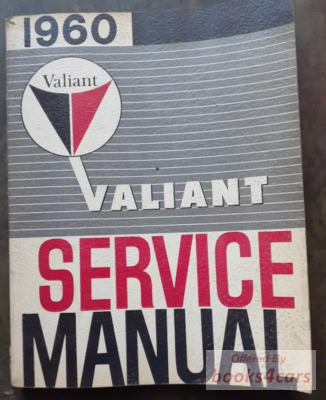 1960
Valiant
VALIANT
SERVICE
MANUAL
Offered By
books4cars